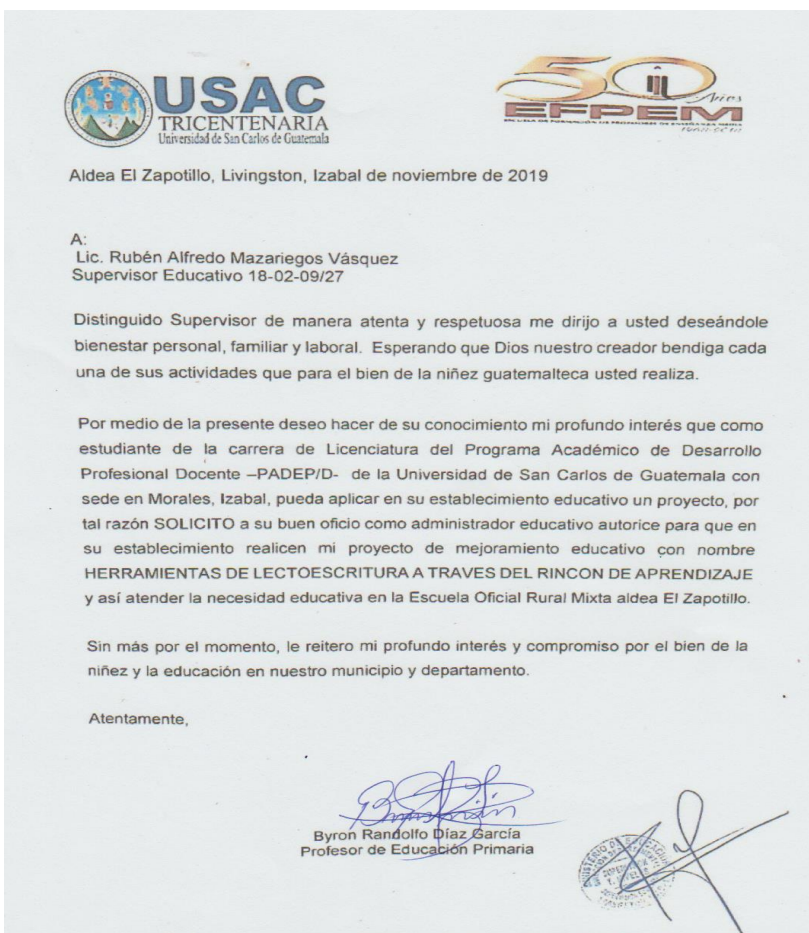 USAC
TRICENTENARIA
Universidad de San Carlos de Guatemala
50 Años
EFPEM
Aldea El Zapotillo, Livingston, Izabal de noviembre de 2019
A:
Lic. Rubén Alfredo Mazariegos Vásquez
Supervisor Educativo 18-02-09/27
Distinguido Supervisor de manera atenta y respetuosa me dirijo a usted deseándole
bienestar personal, familiar y laboral. Esperando que Dios nuestro creador bendiga cada
una de sus actividades que para el bien de la niñez guatemalteca usted realiza.
Por medio de la presente deseo hacer de su conocimiento mi profundo interés que como
estudiante de la carrera de Licenciatura del Programa Académico de Desarrollo
Profesional Docente –PADEP/D- de la Universidad de San Carlos de Guatemala con
sede en Morales, Izabal, pueda aplicar en su establecimiento educativo un proyecto, por
tal razón SOLICITO a su buen oficio como administrador educativo autorice para que en
su establecimiento realicen mi proyecto de mejoramiento educativo con nombre
HERRAMIENTAS DE LECTOESCRITURA A TRAVES DEL RINCON DE APRENDIZAJE
y así atender la necesidad educativa en la Escuela Oficial Rural Mixta aldea El Zapotillo.
Sin más por el momento, le reitero mi profundo interés y compromiso por el bien de la
niñez y la educación en nuestro municipio y departamento.
Atentamente,
Byron Randolfo Díaz García
Profesor de Educación Primaria